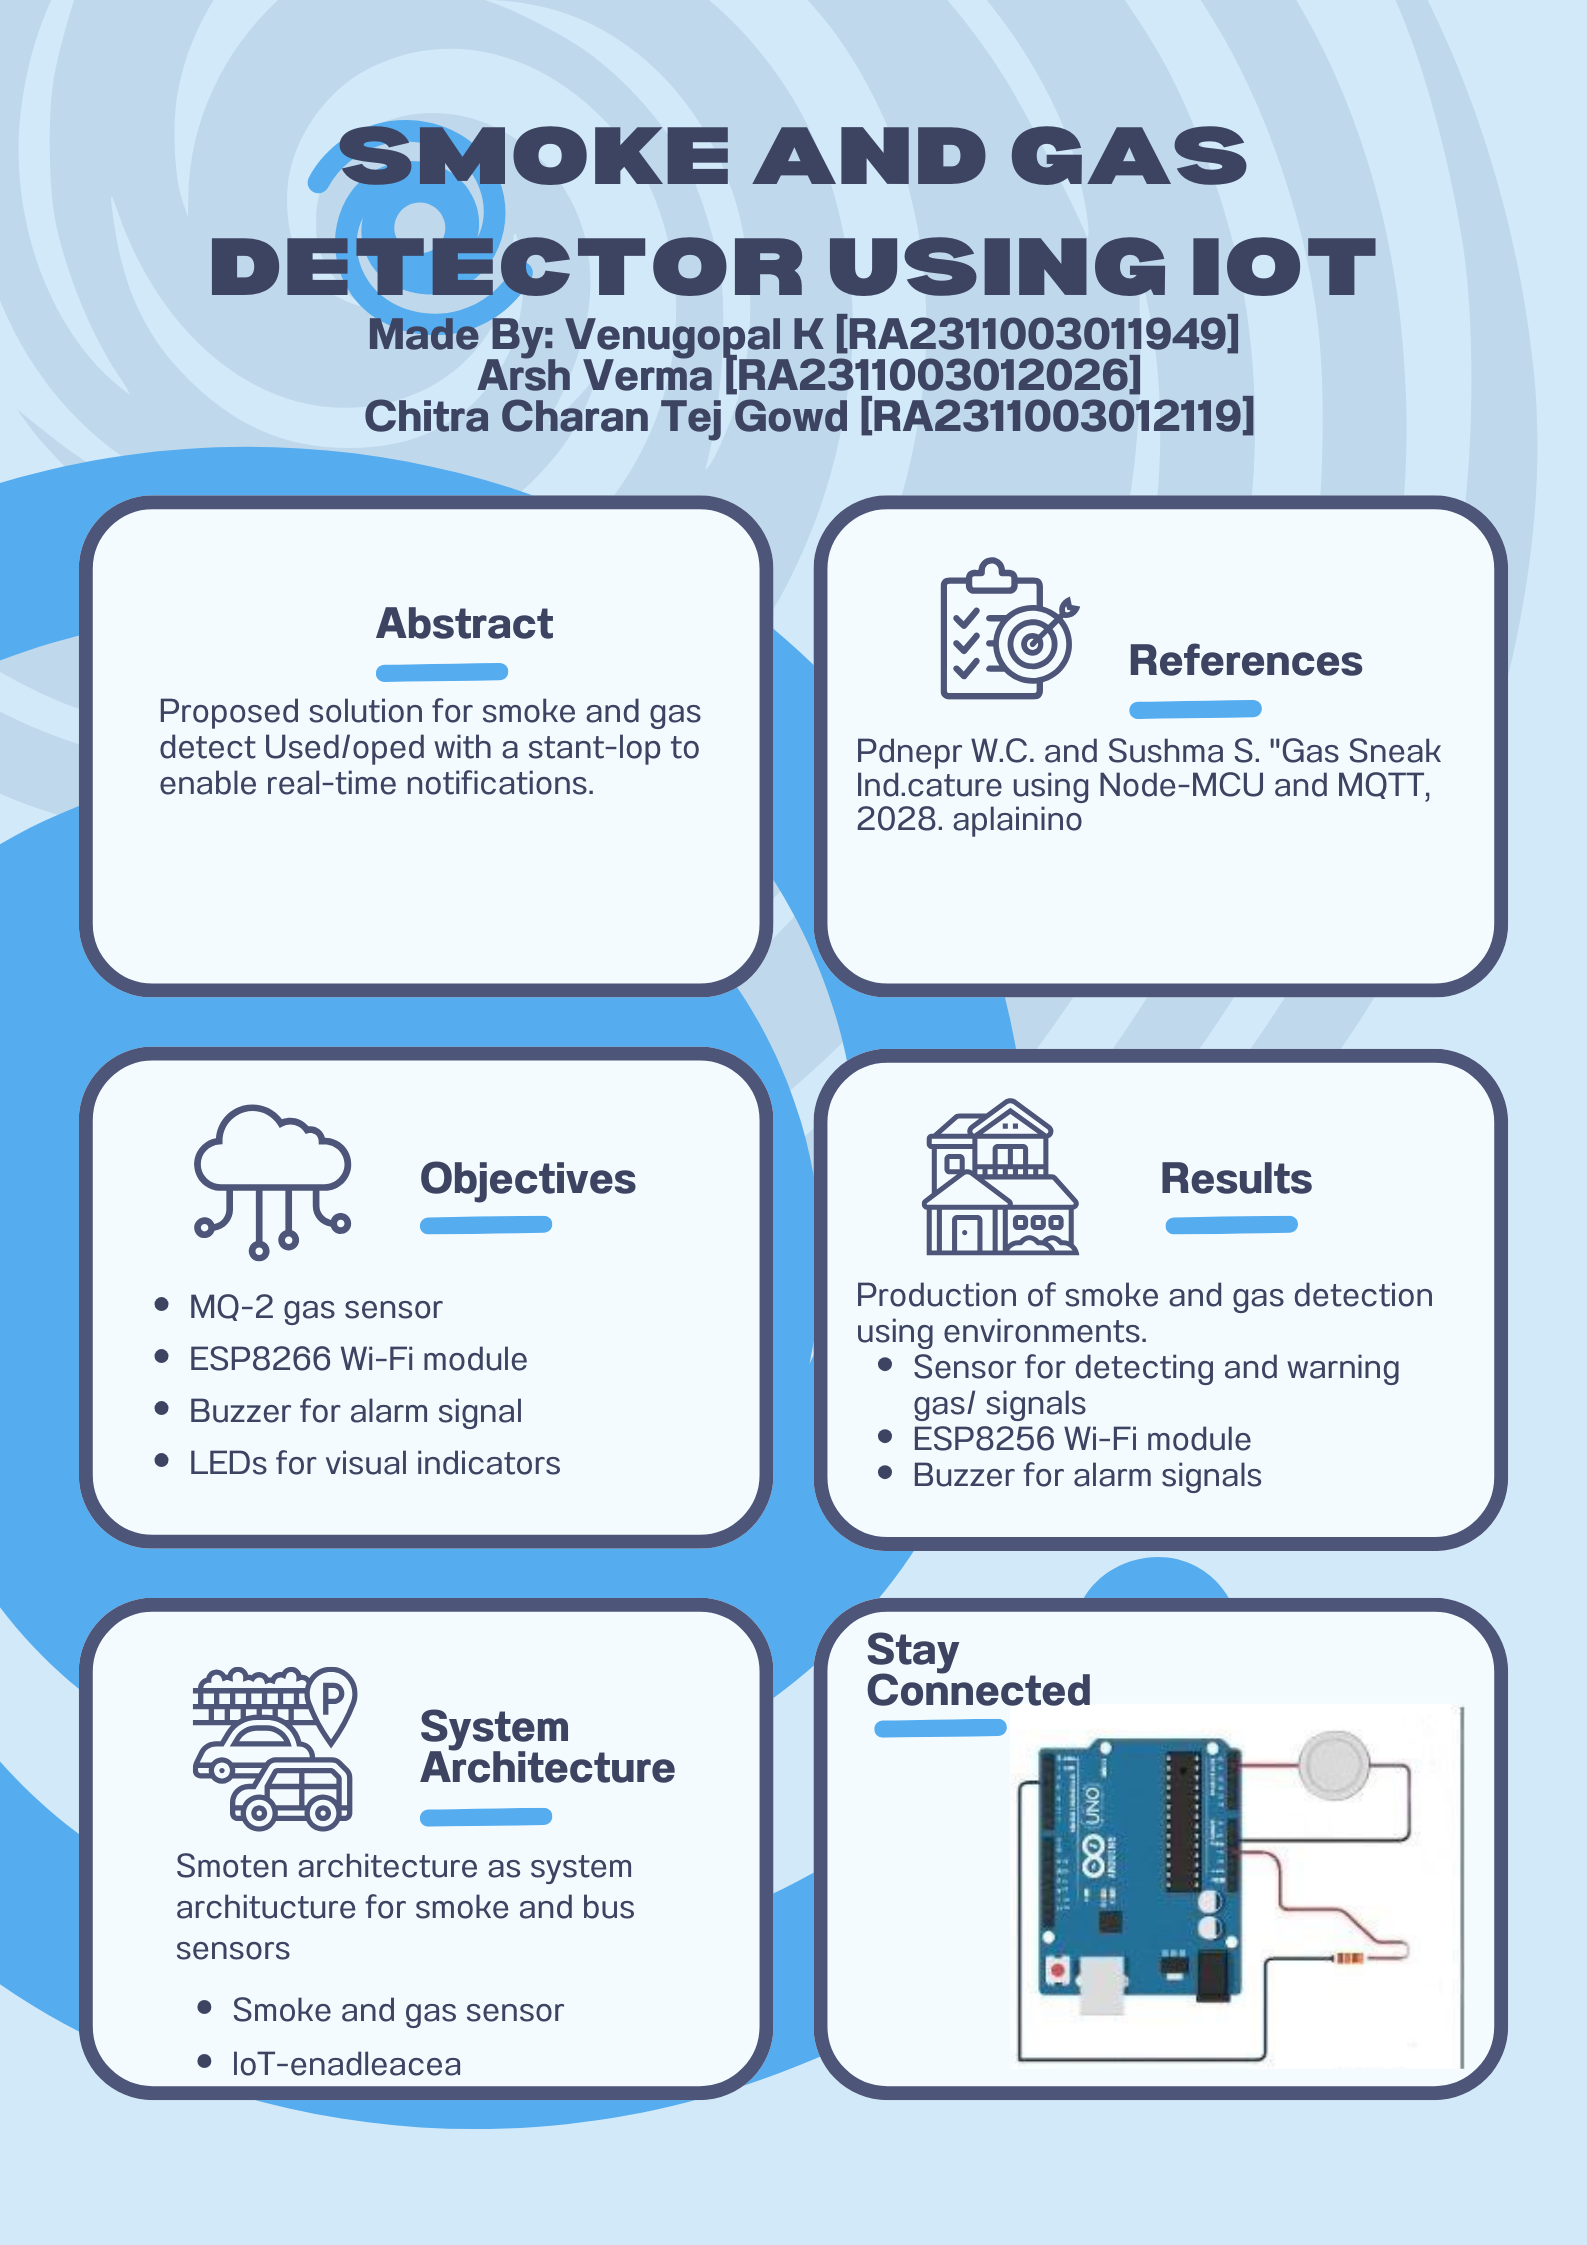 SMOKE AND GAS
DETECTOR USING IOT
Made By: Venugopal K [RA2311003011949]
Arsh Verma [RA2311003012026]
Chitra Charan Tej Gowd [RA2311003012119]
Abstract
Proposed solution for smoke and gas
detect Used/oped with a stant-lop to
enable real-time notifications.
References
Pdnepr W.C. and Sushma S. "Gas Sneak
Ind.cature using Node-MCU and MQTT,
2028. aplainino
Objectives
• MQ-2 gas sensor
• ESP8266 Wi-Fi module
• Buzzer for alarm signal
• LEDs for visual indicators
Results
Production of smoke and gas detection
using environments.
• Sensor for detecting and warning
gas/ signals
• ESP8256 Wi-Fi module
• Buzzer for alarm signals
P
System
Architecture
Smoten architecture as system
architucture for smoke and bus
sensors
• Smoke and gas sensor
• IoT-enadleacea
Stay
Connected
UNO
ARDUINO